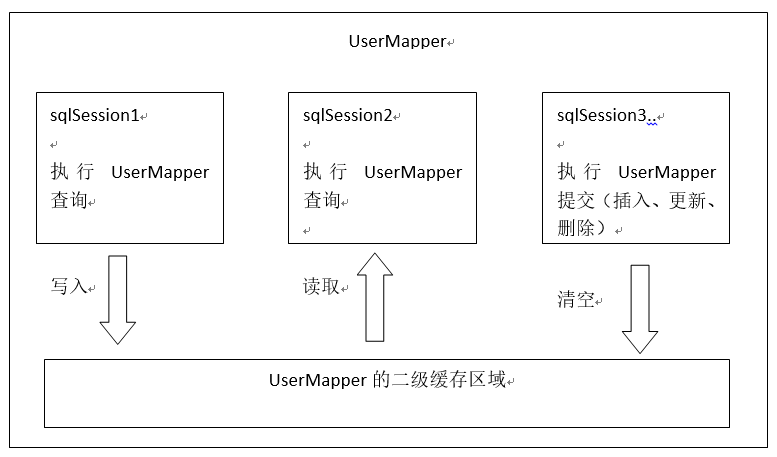 UserMapper
sqlSession1
执行 UserMapper
查询
sqlSession2
执行 UserMapper
查询
sqlSession3..
执行 UserMapper
提交（插入、更新、
删除）
写入
读取
清空
UserMapper 的二级缓存区域